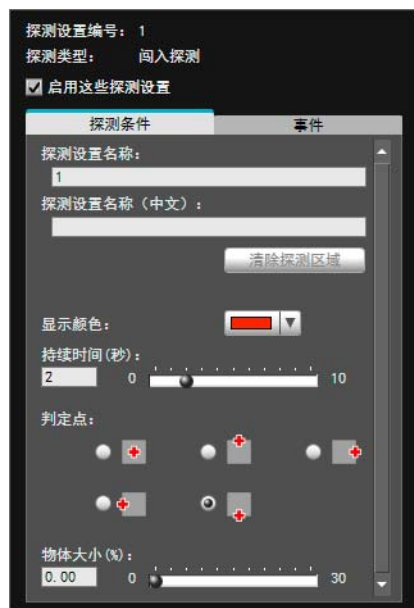 探测设置编号： 1
探测类型： 闯入探测
启用这些探测设置
探测条件 事件
探测设置名称：
1
探测设置名称（中文）：
清除探测区域
显示颜色：
持续时间(秒)：
2 0 10
判定点：
物体大小(%)：
0.00 0 30